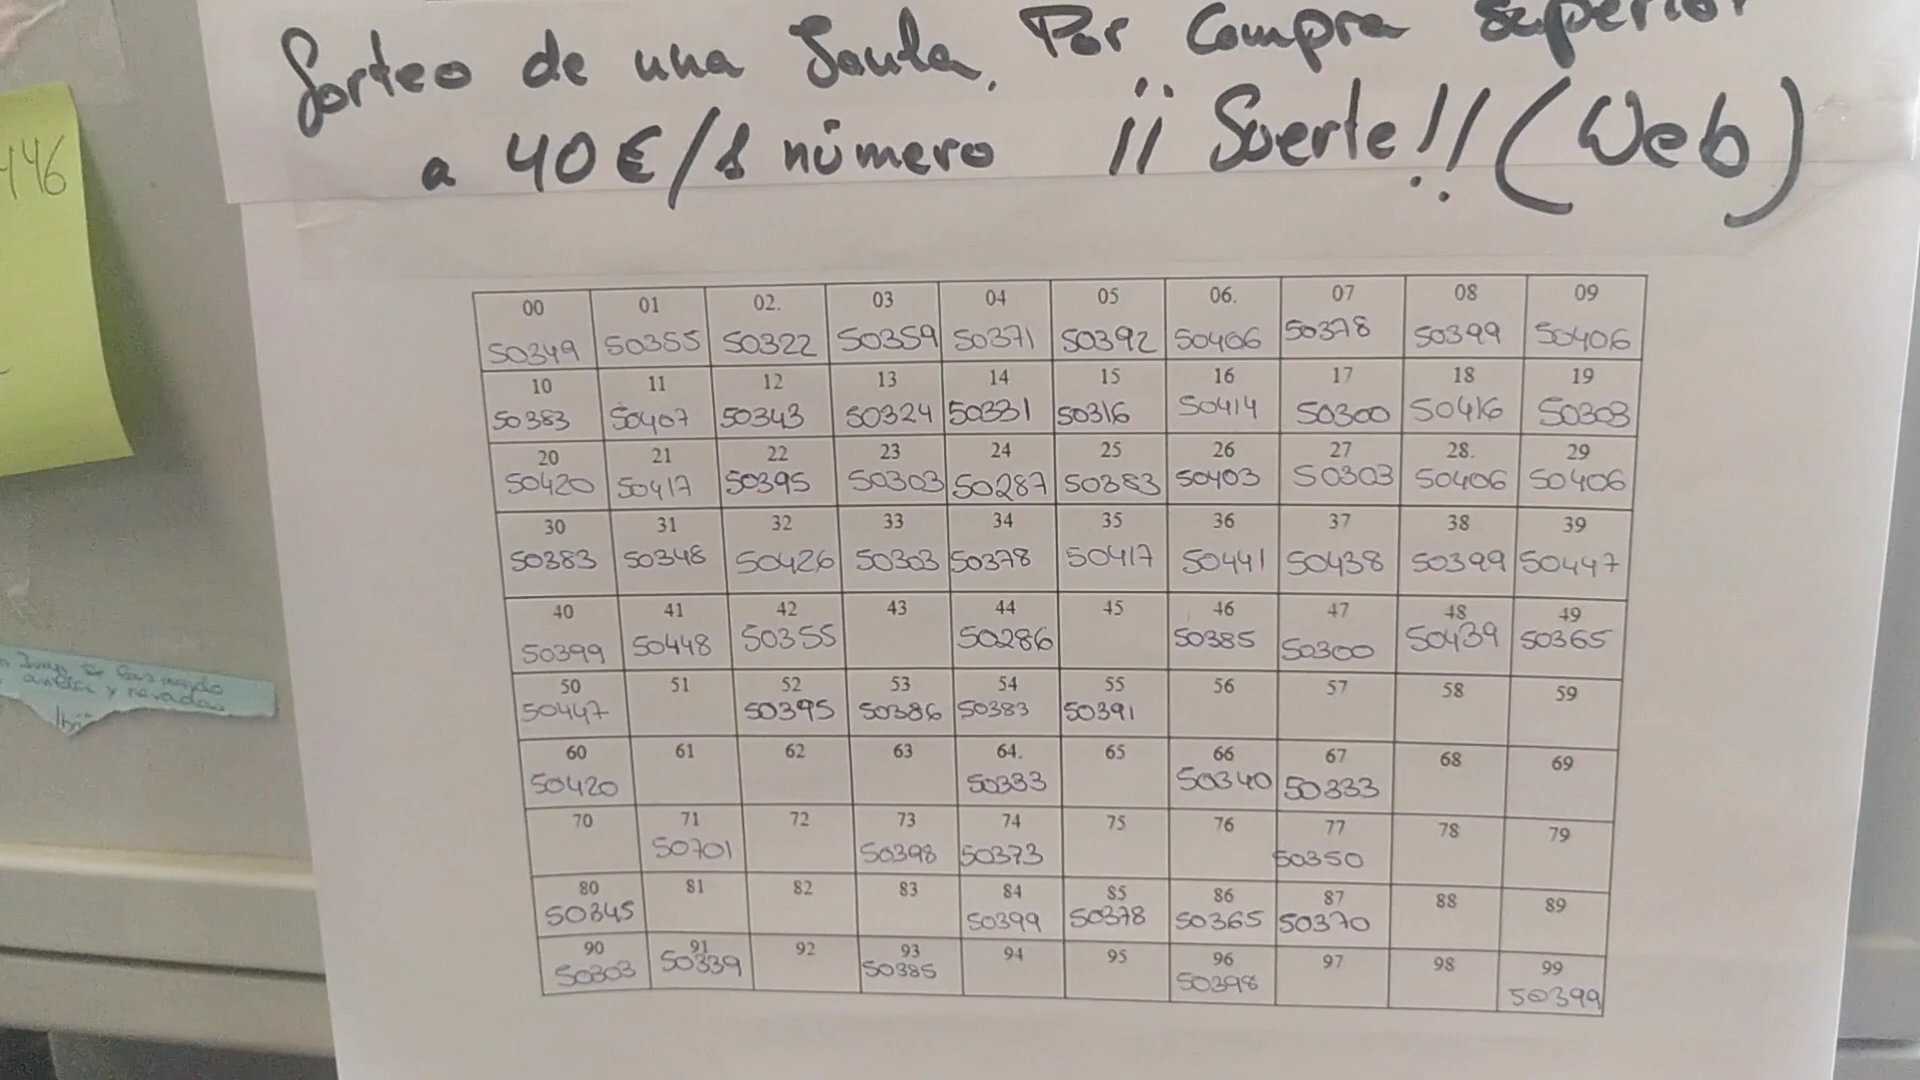 Sorteo de una Jaula. Por compra superior
a 40€/1 número ¡¡ Suerte!! (Web)
446
00 01 02. 03 04 05 06. 07 08 09
50349 50355 50322 50359 50371 50392 50406 50378 50399 50406
10 11 12 13 14 15 16 17 18 19
50383 50407 50343 50324 50331 50316 50414 50300 50416 50303
20 21 22 23 24 25 26 27 28. 29
50420 50417 50395 50303 50287 50383 50403 50303 50406 50406
30 31 32 33 34 35 36 37 38 39
50383 50348 50426 50303 50378 50417 50441 50438 50399 50447
40 41 42 43 44 45 46 47 48 49
50399 50448 50355 50286 50385 50300 50439 50365
50 51 52 53 54 55 56 57 58 59
50447 50395 50386 50383 50391
60 61 62 63 64. 65 66 67 68 69
50420 50333 50340 50333
70 71 72 73 74 75 76 77 78 79
50701 50398 50373 50350
80 81 82 83 84 85 86 87 88 89
50345 50399 50378 50365 50370
90 91 92 93 94 95 96 97 98 99
50303 50339 50385 50398 50399